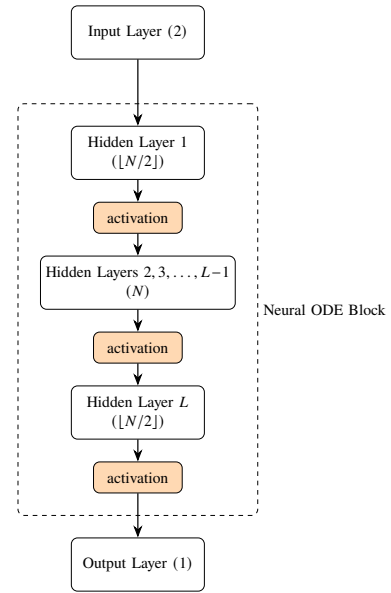 Input Layer (2)
Hidden Layer 1
(⌊N/2⌋)
activation
Hidden Layers 2, 3, . . . , L−1
(N)
activation
Neural ODE Block
Hidden Layer L
(⌊N/2⌋)
activation
Output Layer (1)